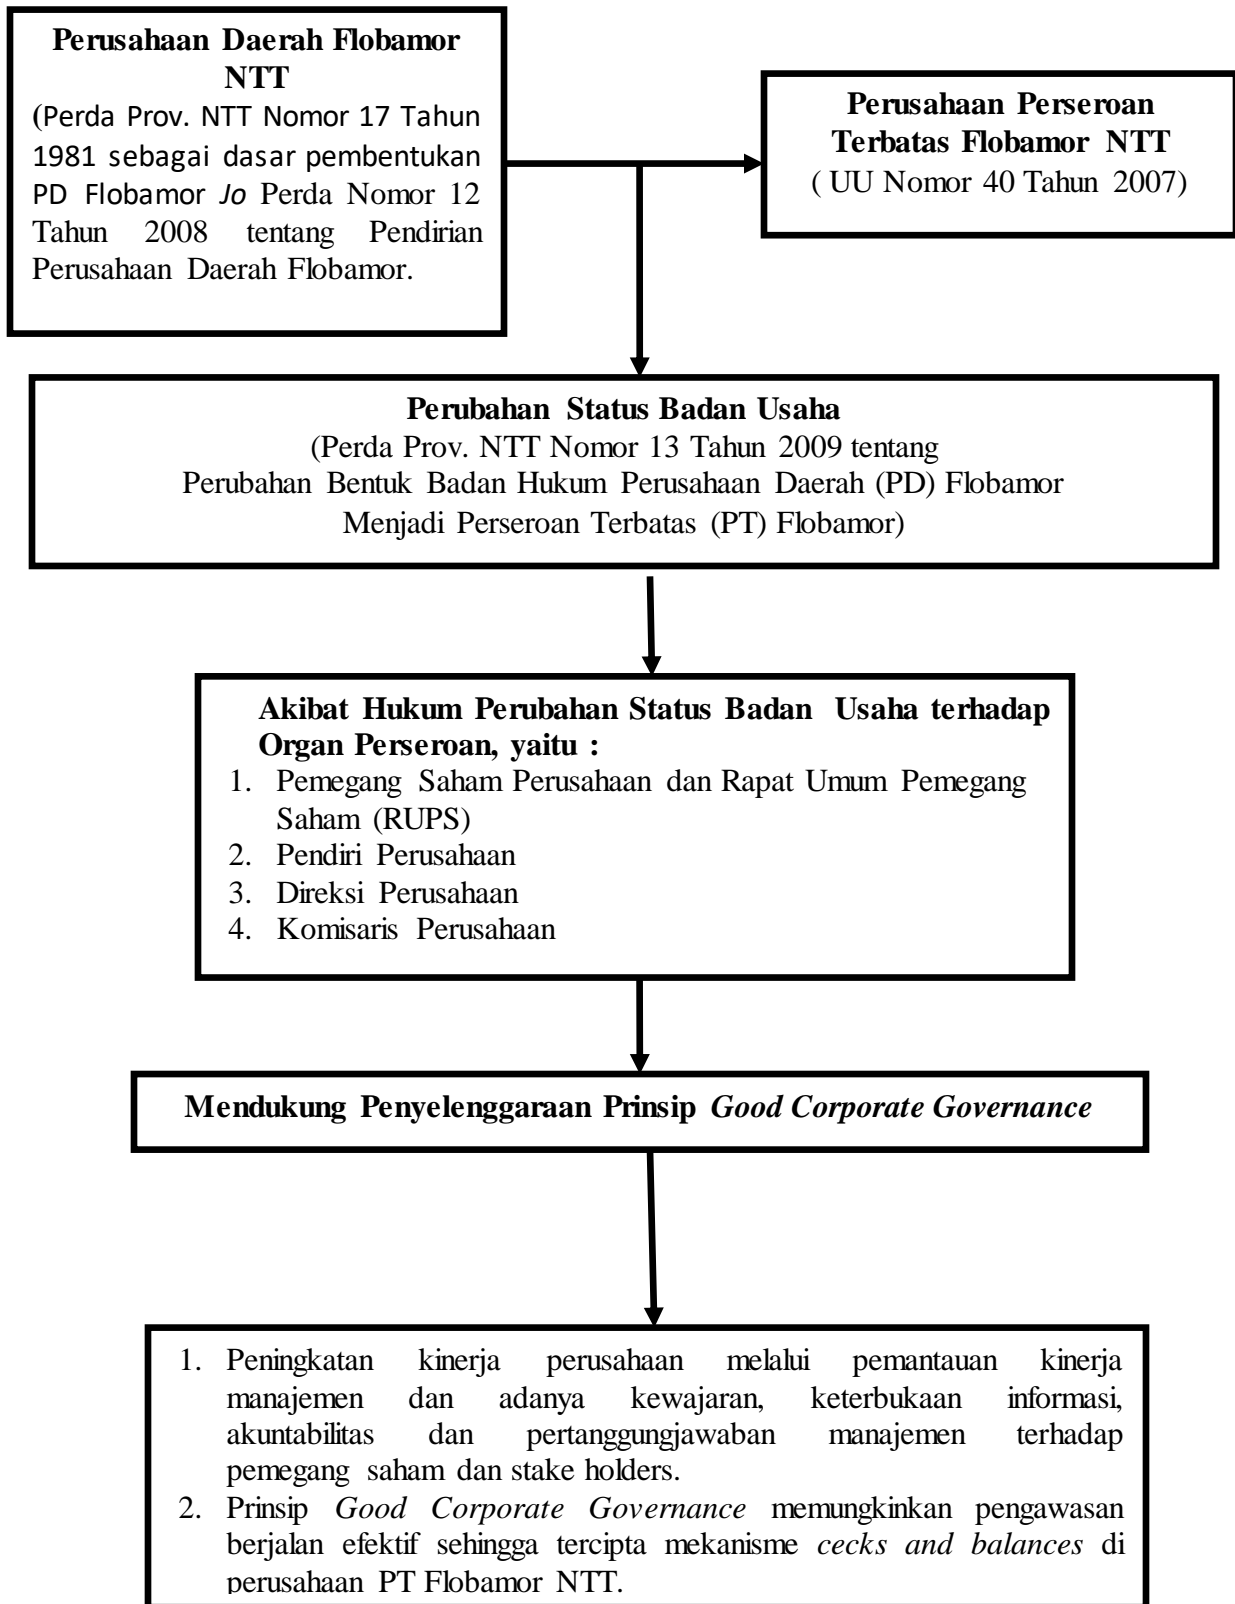 Perusahaan Daerah Flobamor
NTT
(Perda Prov. NTT Nomor 17 Tahun
1981 sebagai dasar pembentukan
PD Flobamor Jo Perda Nomor 12
Tahun 2008 tentang Pendirian
Perusahaan Daerah Flobamor.
Perusahaan Perseroan
Terbatas Flobamor NTT
( UU Nomor 40 Tahun 2007)
Perubahan Status Badan Usaha
(Perda Prov. NTT Nomor 13 Tahun 2009 tentang
Perubahan Bentuk Badan Hukum Perusahaan Daerah (PD) Flobamor
Menjadi Perseroan Terbatas (PT) Flobamor)
Akibat Hukum Perubahan Status Badan Usaha terhadap
Organ Perseroan, yaitu :
1. Pemegang Saham Perusahaan dan Rapat Umum Pemegang
Saham (RUPS)
2. Pendiri Perusahaan
3. Direksi Perusahaan
4. Komisaris Perusahaan
Mendukung Penyelenggaraan Prinsip Good Corporate Governance
1. Peningkatan kinerja perusahaan melalui pemantauan kinerja
manajemen dan adanya kewajaran, keterbukaan informasi,
akuntabilitas dan pertanggungjawaban manajemen terhadap
pemegang saham dan stake holders.
2. Prinsip Good Corporate Governance memungkinkan pengawasan
berjalan efektif sehingga tercipta mekanisme cecks and balances di
perusahaan PT Flobamor NTT.